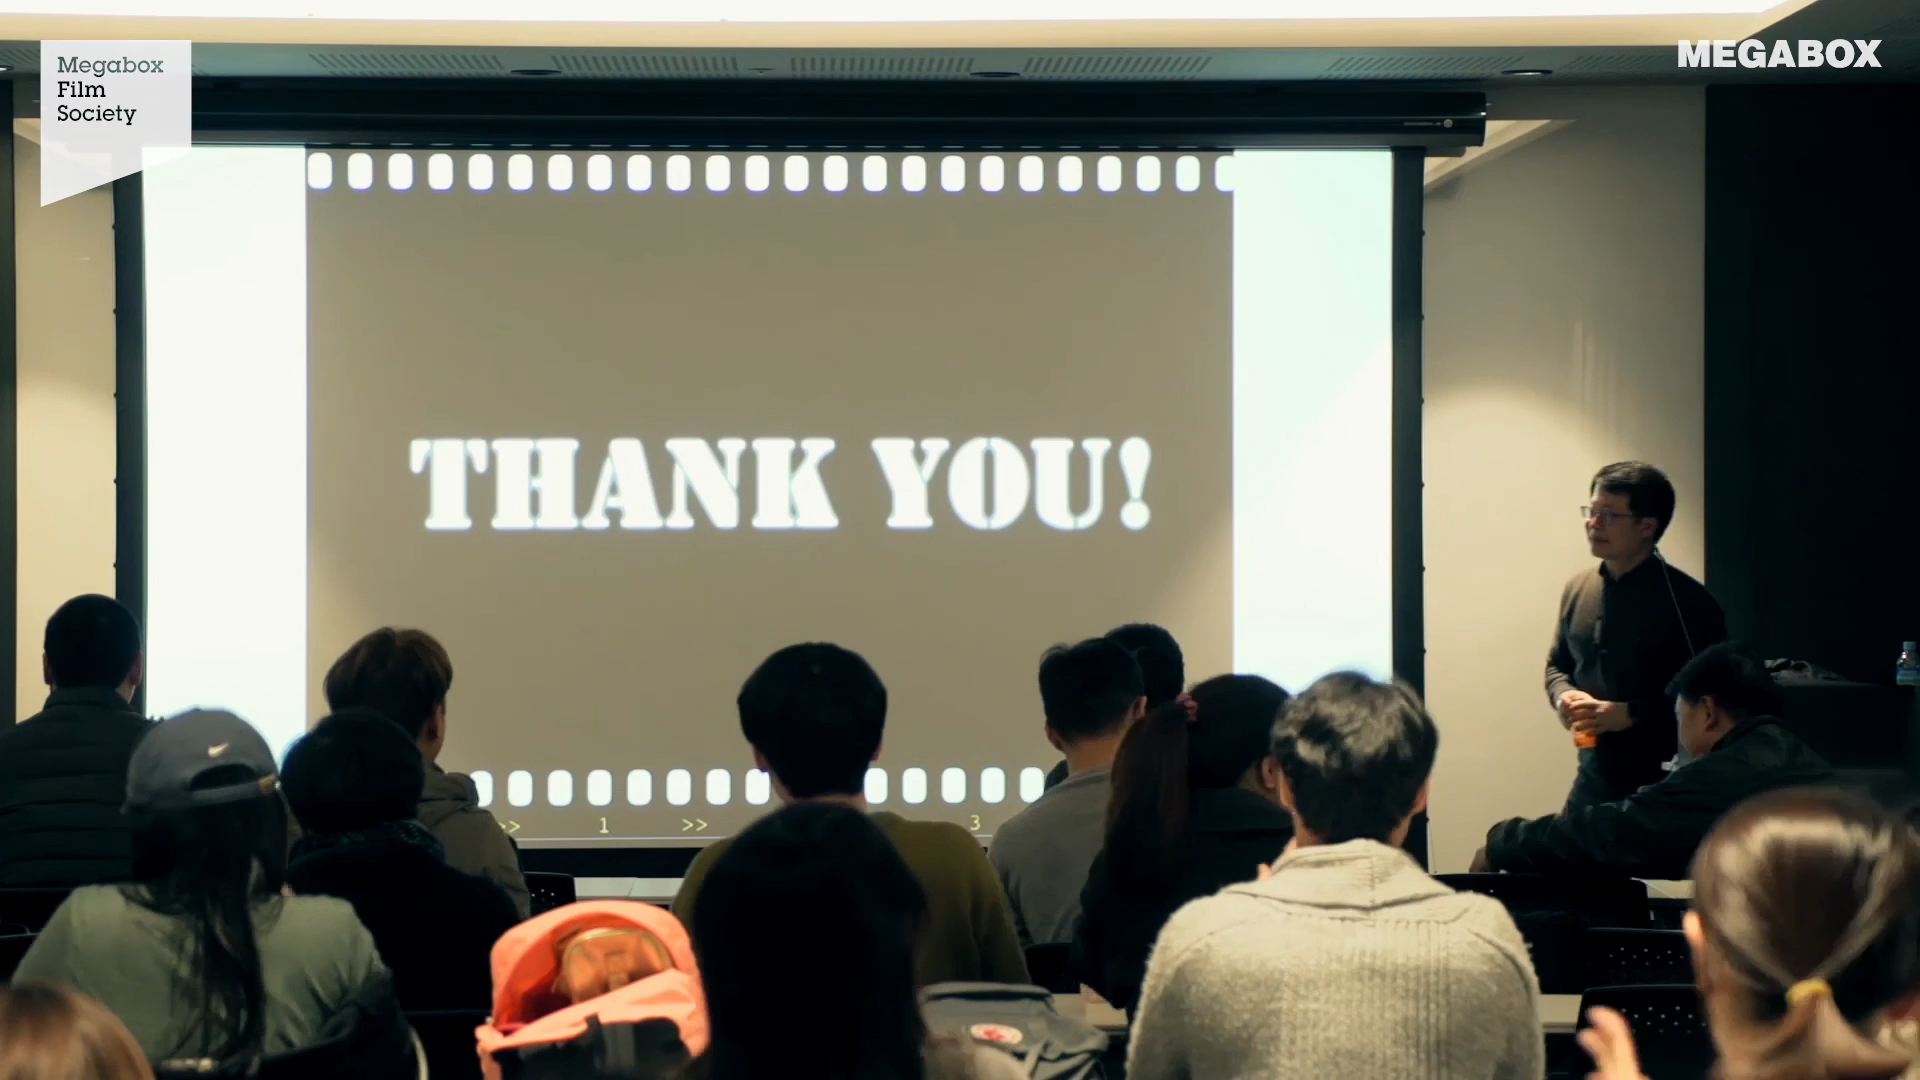 Megabox
Film
Society
MEGABOX
THANK YOU!
>> 1 >> 3